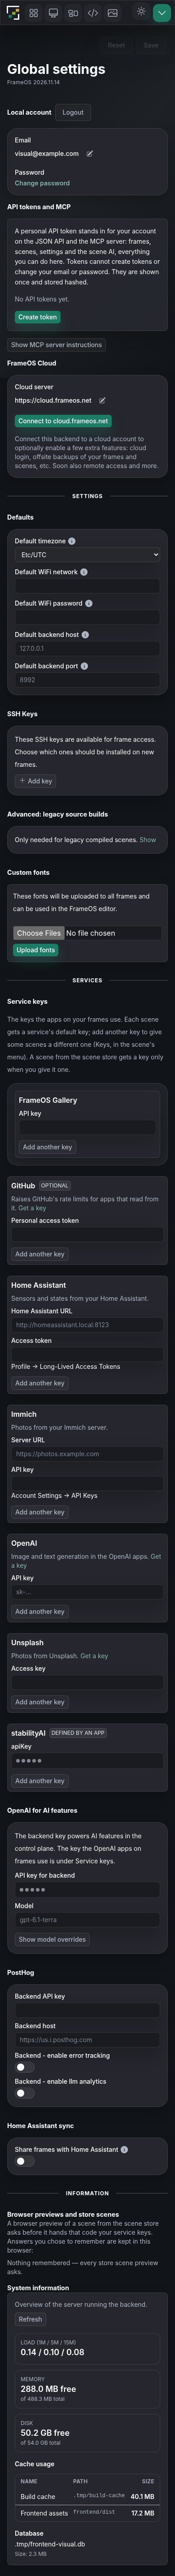 Reset Save
Global settings
FrameOS 2026.11.14
Local account Logout
Email
visual@example.com
Password
Change password
API tokens and MCP
A personal API token stands in for your account
on the JSON API and the MCP server: frames,
scenes, settings and the scene AI, everything
you can do here. Tokens cannot create tokens or
change your email or password. They are shown
once and stored hashed.
No API tokens yet.
Create token
Show MCP server instructions
FrameOS Cloud
Cloud server
https://cloud.frameos.net
Connect to cloud.frameos.net
Connect this backend to a cloud account to
optionally enable a few extra features: cloud
login, offsite backups of your frames and
scenes, etc. Soon also remote access and more.
SETTINGS
Defaults
Default timezone
Etc/UTC
Default WiFi network
Default WiFi password
Default backend host
127.0.0.1
Default backend port
8992
SSH Keys
These SSH keys are available for frame access.
Choose which ones should be installed on new
frames.
+ Add key
Advanced: legacy source builds
Only needed for legacy compiled scenes. Show
Custom fonts
These fonts will be uploaded to all frames and
can be used in the FrameOS editor.
Choose Files No file chosen
Upload fonts
SERVICES
Service keys
The keys the apps on your frames use. Each scene
gets a service's default key; add another key to give
some scenes a different one (Keys, in the scene's
menu). A scene from the scene store gets a key only
when you give it one.
FrameOS Gallery
API key
Add another key
GitHub OPTIONAL
Raises GitHub's rate limits for apps that read from
it. Get a key
Personal access token
Add another key
Home Assistant
Sensors and states from your Home Assistant.
Home Assistant URL
http://homeassistant.local:8123
Access token
Profile → Long-Lived Access Tokens
Add another key
Immich
Photos from your Immich server.
Server URL
https://photos.example.com
API key
Account Settings → API Keys
Add another key
OpenAI
Image and text generation in the OpenAI apps. Get
a key
API key
sk-...
Add another key
Unsplash
Photos from Unsplash. Get a key
Access key
Add another key
stabilityAI DEFINED BY AN APP
apiKey
●●●●●
Add another key
OpenAI for AI features
The backend key powers AI features in the
control plane. The key the OpenAI apps on
frames use is under Service keys.
API key for backend
●●●●●
Model
gpt-6.1-terra
Show model overrides
PostHog
Backend API key
Backend host
https://us.i.posthog.com
Backend - enable error tracking
Backend - enable llm analytics
Home Assistant sync
Share frames with Home Assistant
INFORMATION
Browser previews and store scenes
A browser preview of a scene from the scene store
asks before it hands that code your service keys.
Answers you chose to remember are kept in this
browser:
Nothing remembered — every store scene preview
asks.
System information
Overview of the server running the backend.
Refresh
LOAD (1M / 5M / 15M)
0.14 / 0.10 / 0.08
MEMORY
288.0 MB free
of 488.3 MB total
DISK
50.2 GB free
of 54.0 GB total
Cache usage
NAME PATH SIZE
Build cache .tmp/build-cache 40.1 MB
Frontend assets frontend/dist 17.2 MB
Database
.tmp/frontend-visual.db
Size: 2.3 MB